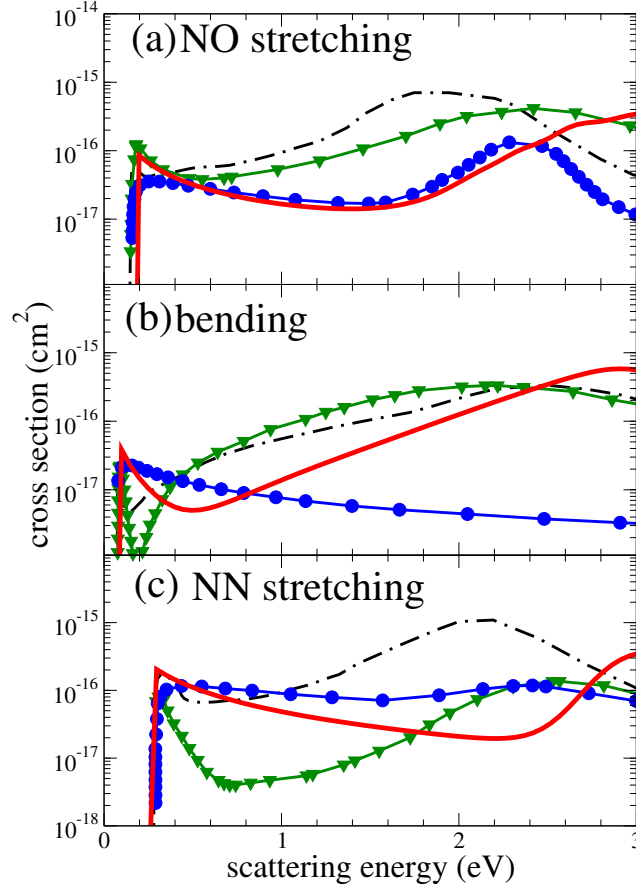 10^-14
(a) NO stretching
10^-15
10^-16
10^-17
(b) bending
10^-15
10^-16
10^-17
cross section (cm^2)
(c) NN stretching
10^-15
10^-16
10^-17
10^-18
0 1 2 3
scattering energy (eV)